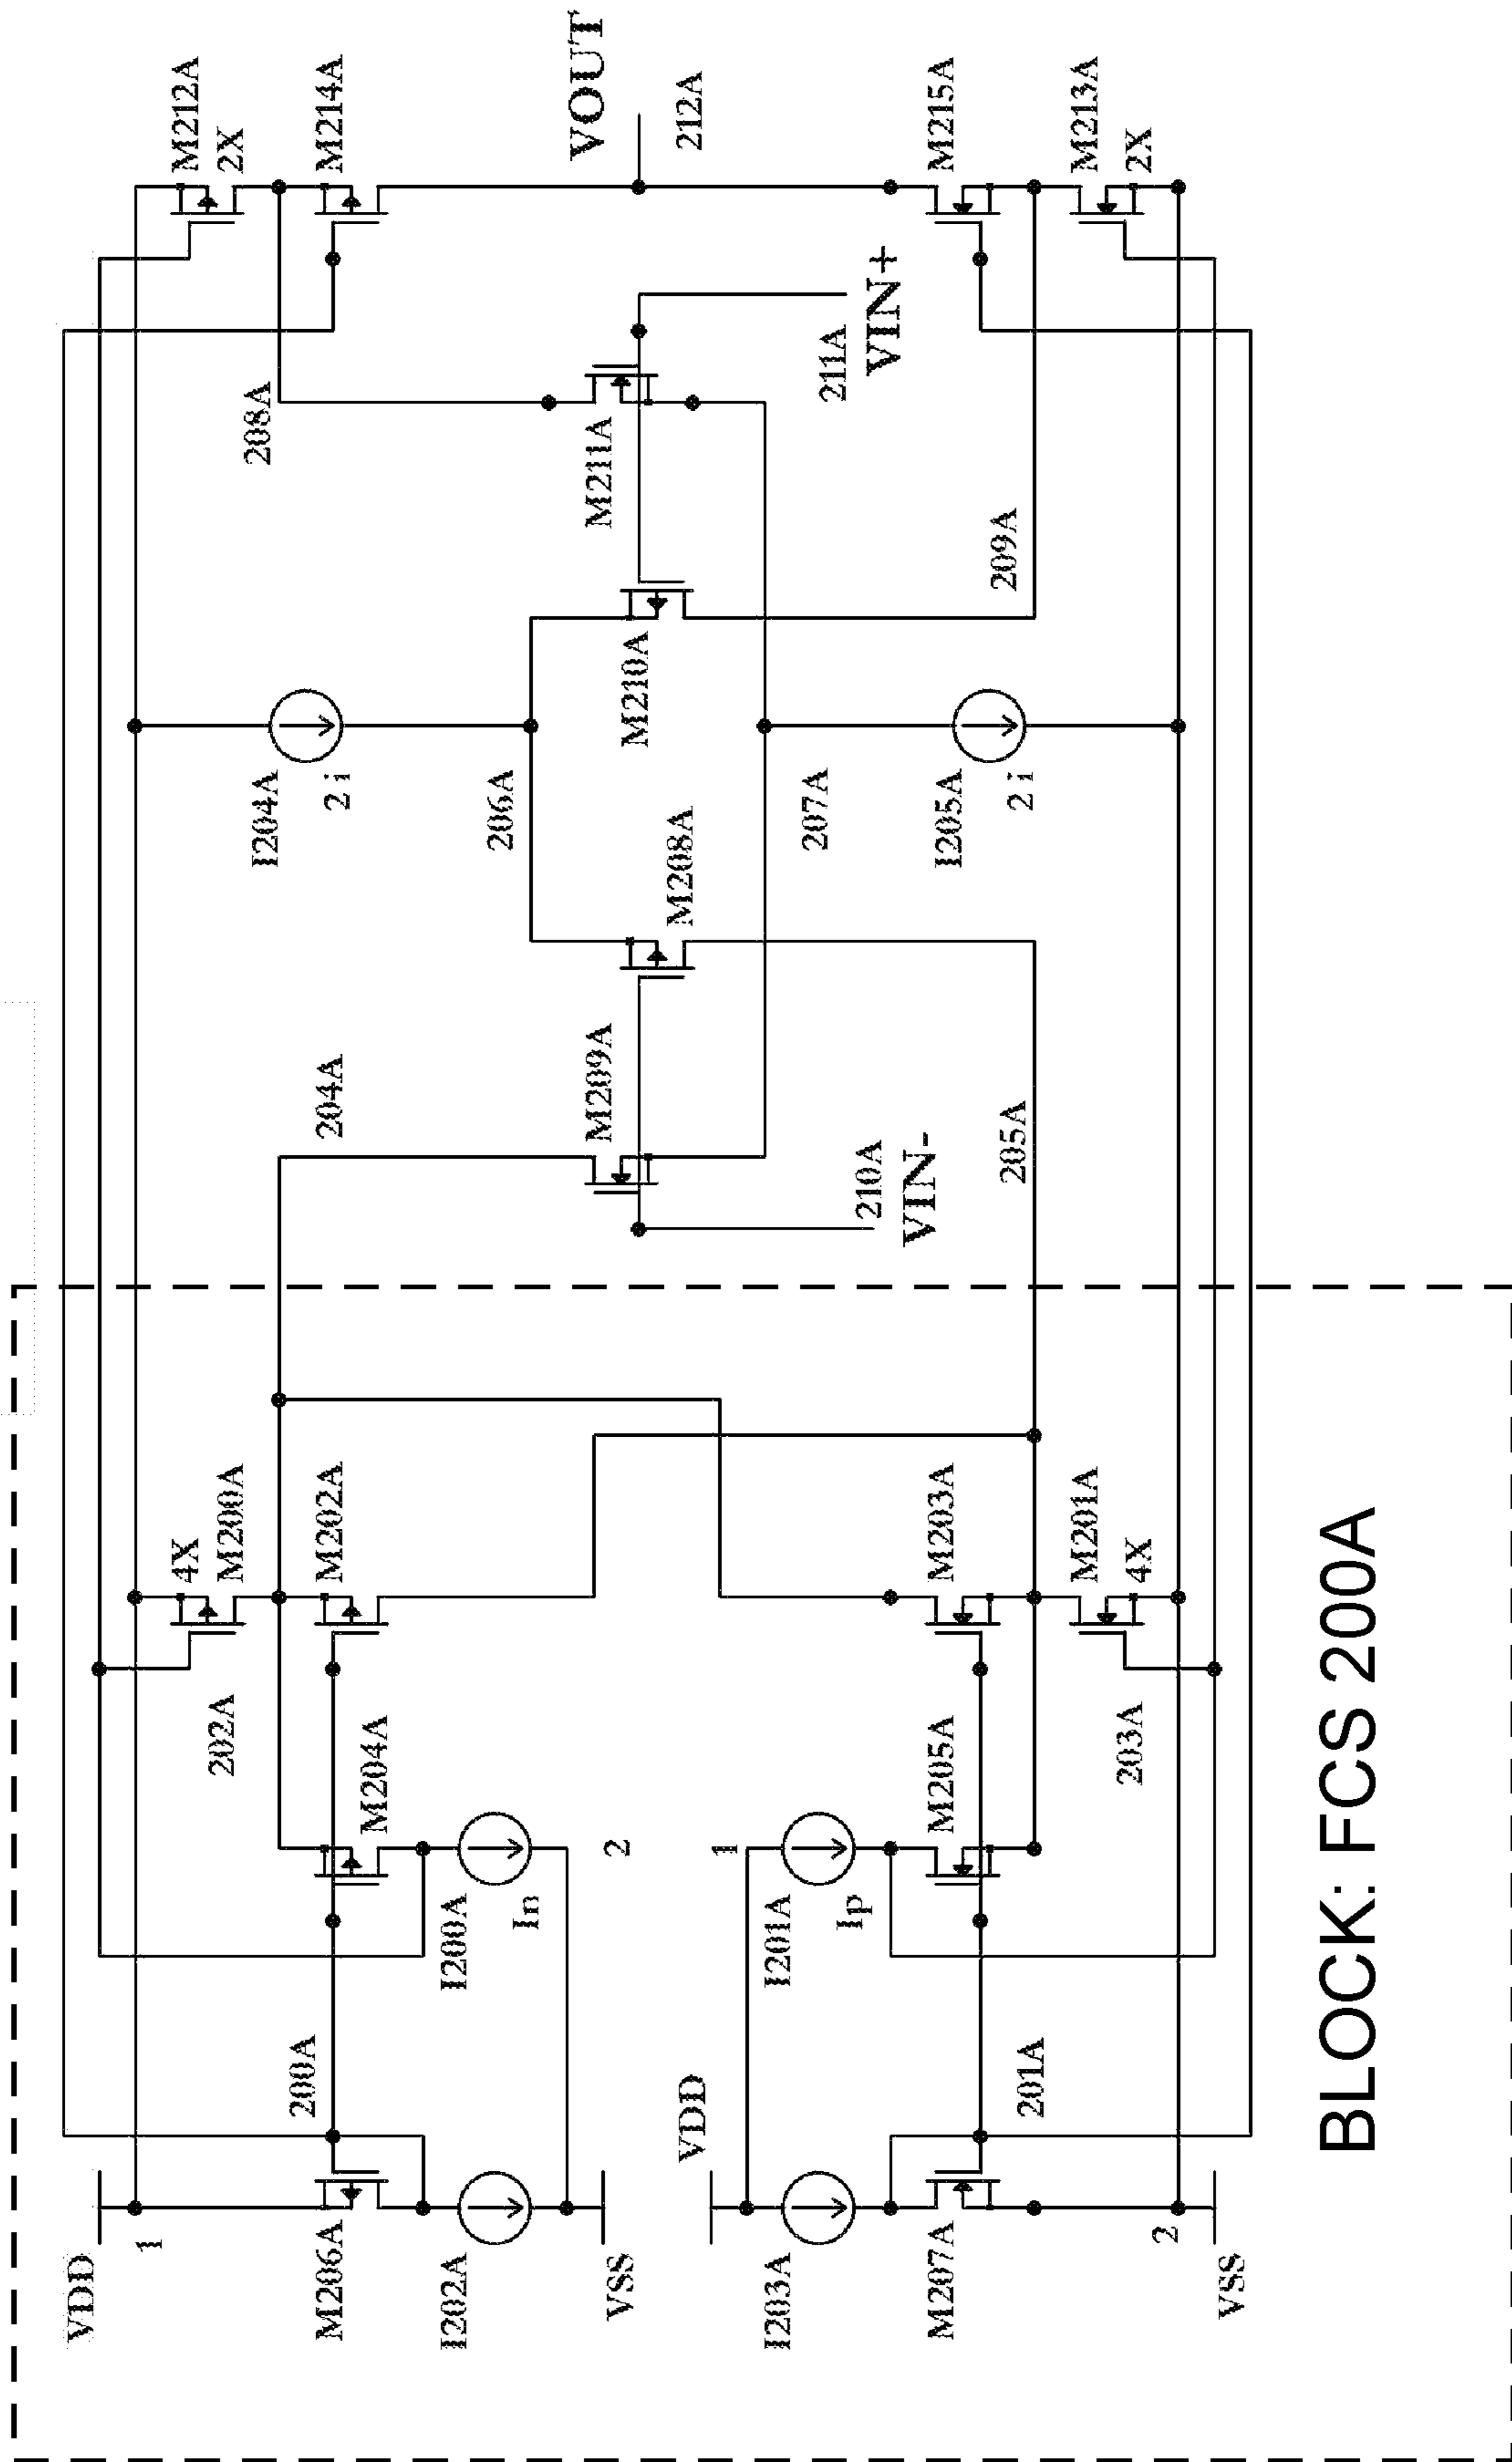 VDD
1
M206A
I202A
VSS
VDD
I203A
M207A
2
VSS
200A
201A
I200A
In
2
I201A
Ip
1
M204A
M205A
202A
203A
4X
M200A
M202A
M203A
M201A
4X
204A
205A
M209A
210A
VIN-
M208A
I204A
2 i
206A
207A
I205A
2 i
M210A
M211A
208A
209A
211A
VIN+
M212A
2X
M214A
VOUT
212A
M215A
M213A
2X
BLOCK: FCS 200A